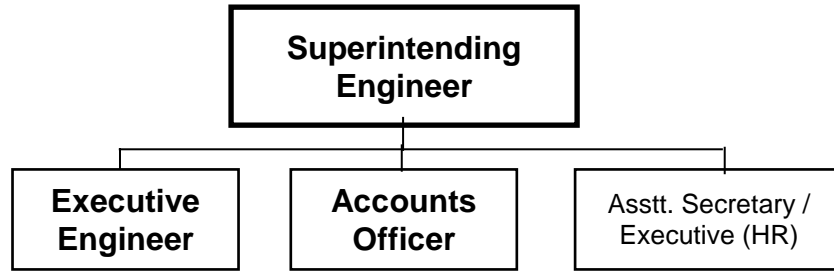 Superintending
Engineer
Executive
Engineer
Accounts
Officer
Asstt. Secretary /
Executive (HR)